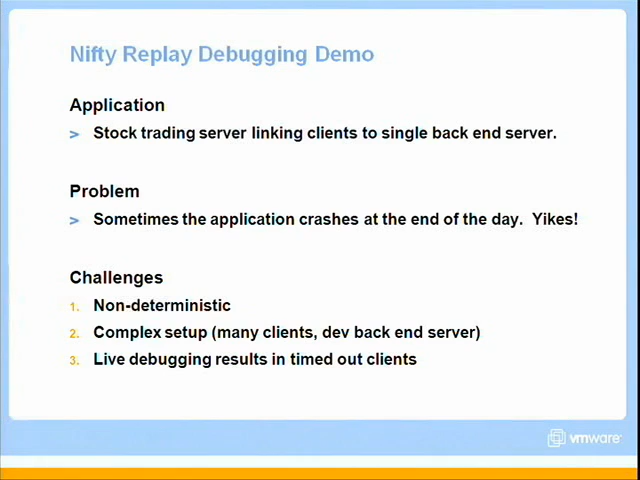 Nifty Replay Debugging Demo
Application
> Stock trading server linking clients to single back end server.
Problem
> Sometimes the application crashes at the end of the day.  Yikes!
Challenges
1. Non-deterministic
2. Complex setup (many clients, dev back end server)
3. Live debugging results in timed out clients
vmware